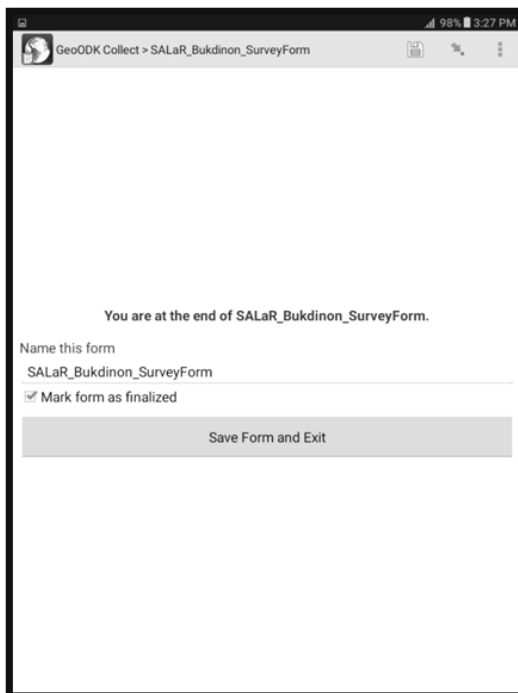 98% 3:27 PM
GeoODK Collect > SALaR_Bukdinon_SurveyForm
You are at the end of SALaR_Bukdinon_SurveyForm.
Name this form
SALaR_Bukdinon_SurveyForm
Mark form as finalized
Save Form and Exit